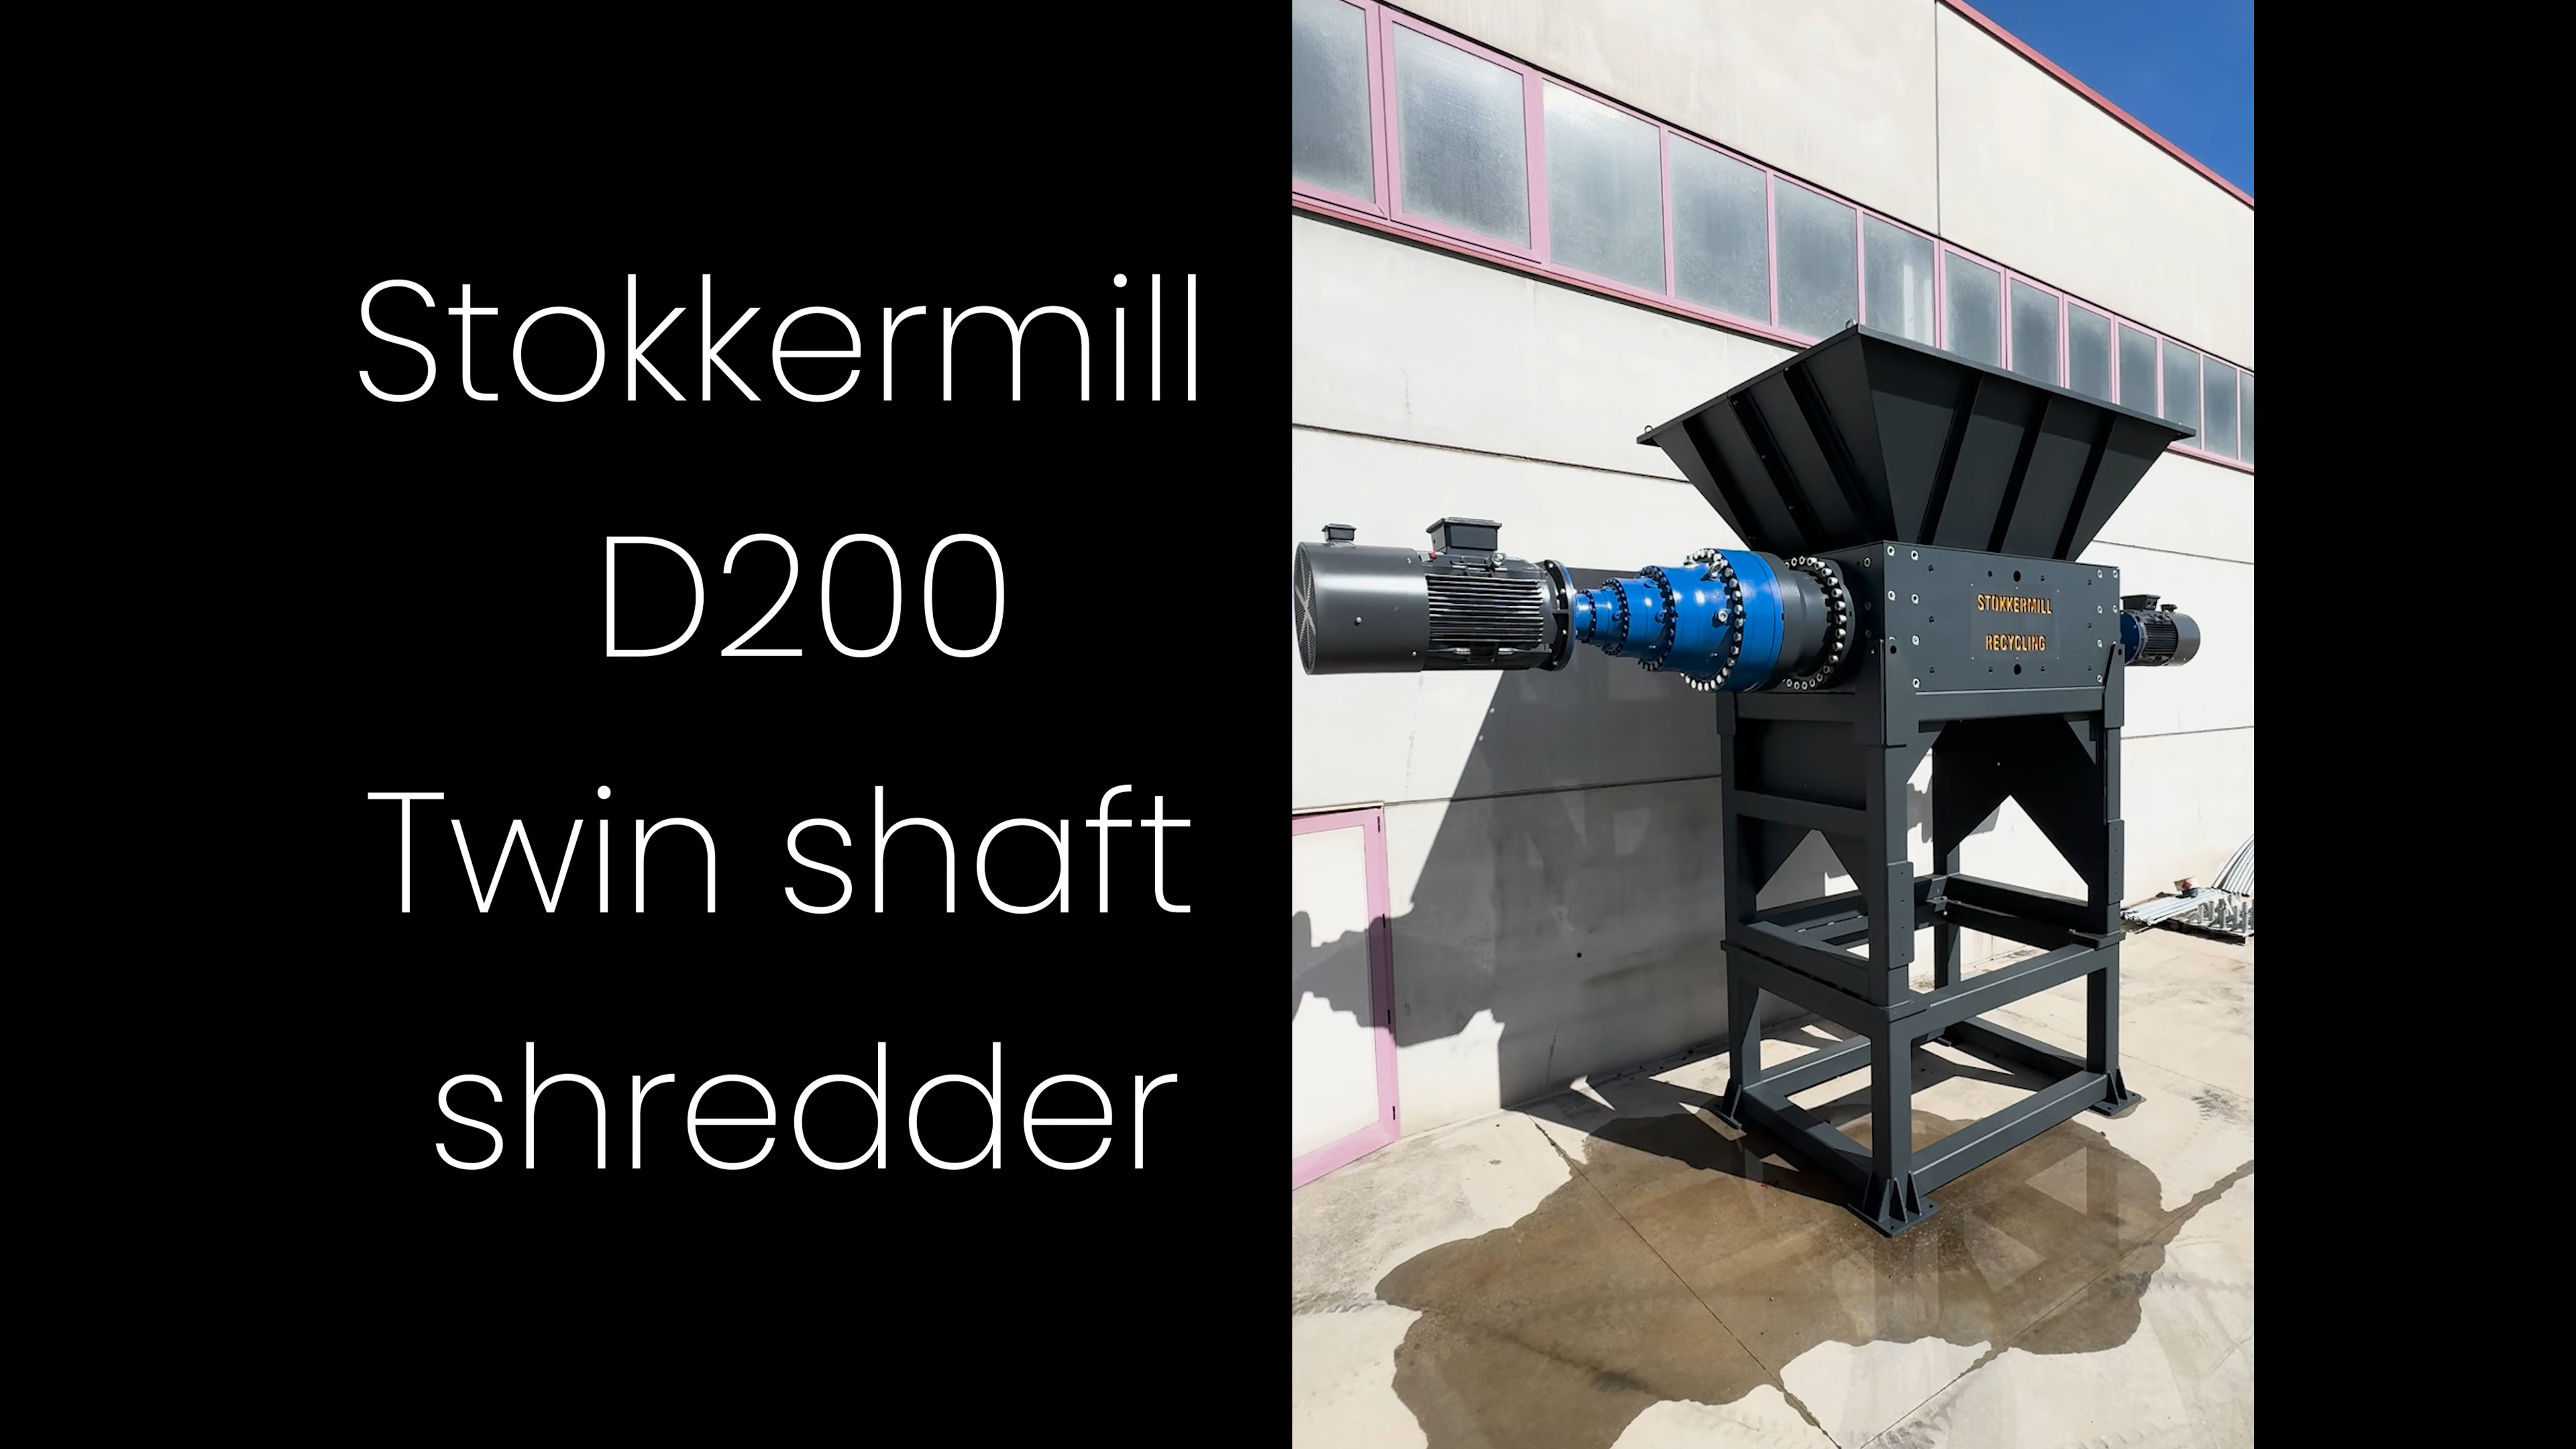 Stokkermill
D200
Twin shaft
shredder
STOKKERMILL
RECYCLING